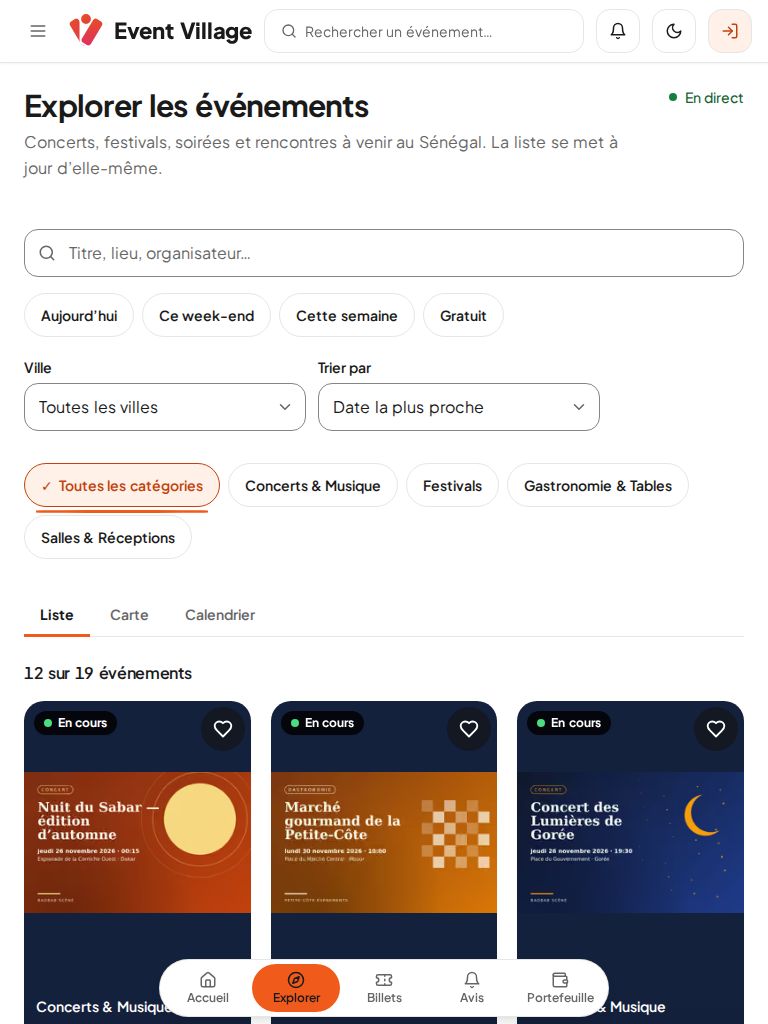 Event Village
Rechercher un événement…
Explorer les événements
En direct
Concerts, festivals, soirées et rencontres à venir au Sénégal. La liste se met à
jour d’elle-même.
Titre, lieu, organisateur…
Aujourd’hui
Ce week-end
Cette semaine
Gratuit
Ville
Trier par
Toutes les villes
Date la plus proche
✓ Toutes les catégories
Concerts & Musique
Festivals
Gastronomie & Tables
Salles & Réceptions
Liste
Carte
Calendrier
12 sur 19 événements
En cours
CONCERT
Nuit du Sabar —
édition
d’automne
jeudi 26 novembre 2026 · 00:15
Esplanade de la Corniche Ouest · Dakar
BAOBAB SCÈNE
Concerts & Musique
En cours
GASTRONOMIE
Marché
gourmand de la
Petite-Côte
lundi 30 novembre 2026 · 10:00
Place du Marché Central · Mbour
PETITE CÔTE ÉVÉNEMENTS
En cours
CONCERT
Concert des
Lumières de
Gorée
jeudi 26 novembre 2026 · 19:30
Place du Gouvernement · Gorée
BAOBAB SCÈNE
& Musique
Accueil
Explorer
Billets
Avis
Portefeuille